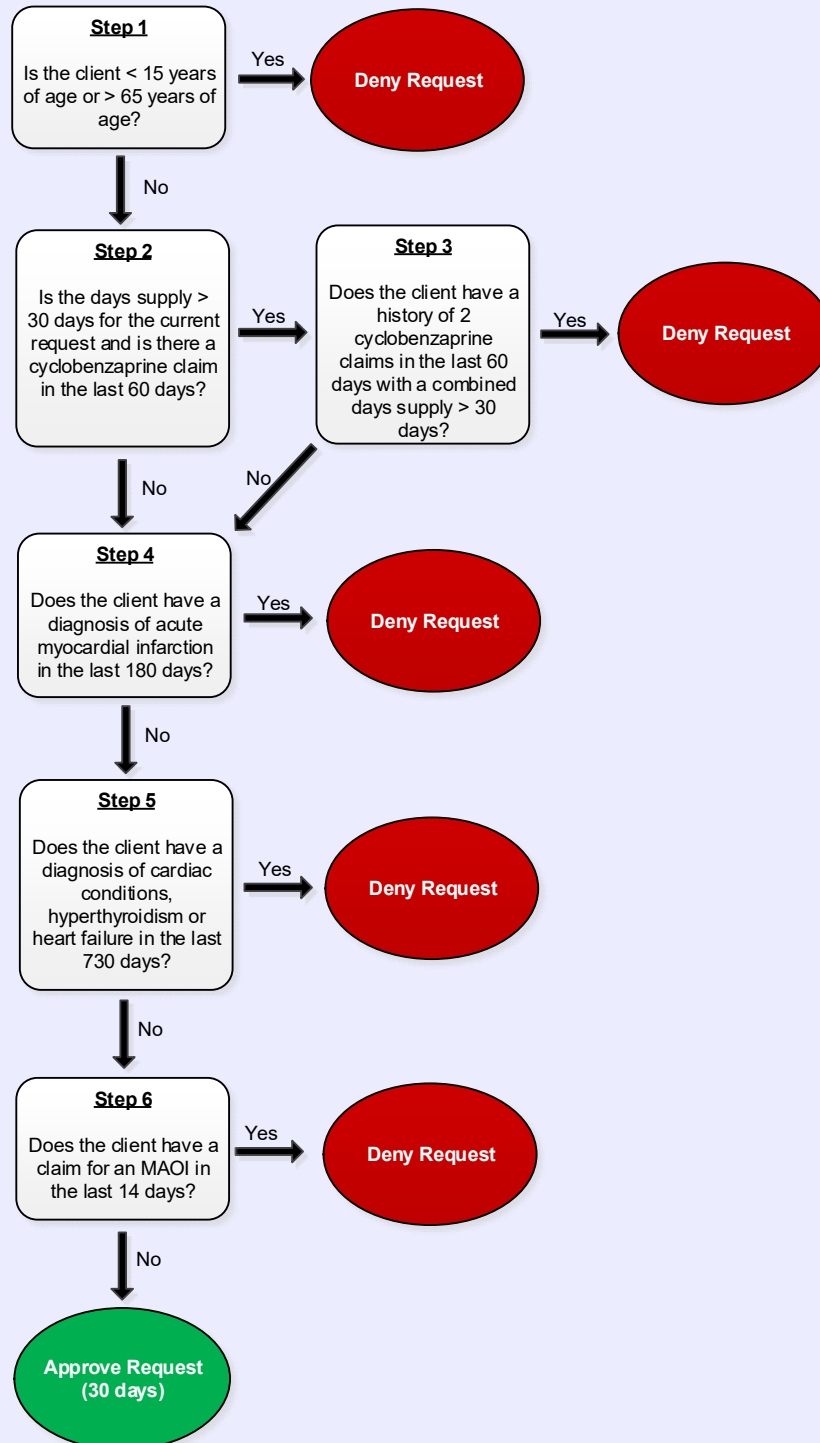 Step 1
Is the client < 15 years
of age or > 65 years of
age?
Yes
Deny Request
No
Step 2
Is the days supply >
30 days for the current
request and is there a
cyclobenzaprine claim
in the last 60 days?
Yes
Step 3
Does the client have a
history of 2
cyclobenzaprine
claims in the last 60
days with a combined
days supply > 30
days?
Yes
Deny Request
No
No
Step 4
Does the client have a
diagnosis of acute
myocardial infarction
in the last 180 days?
Yes
Deny Request
No
Step 5
Does the client have a
diagnosis of cardiac
conditions,
hyperthyroidism or
heart failure in the last
730 days?
Yes
Deny Request
No
Step 6
Does the client have a
claim for an MAOI in
the last 14 days?
Yes
Deny Request
No
Approve Request
(30 days)